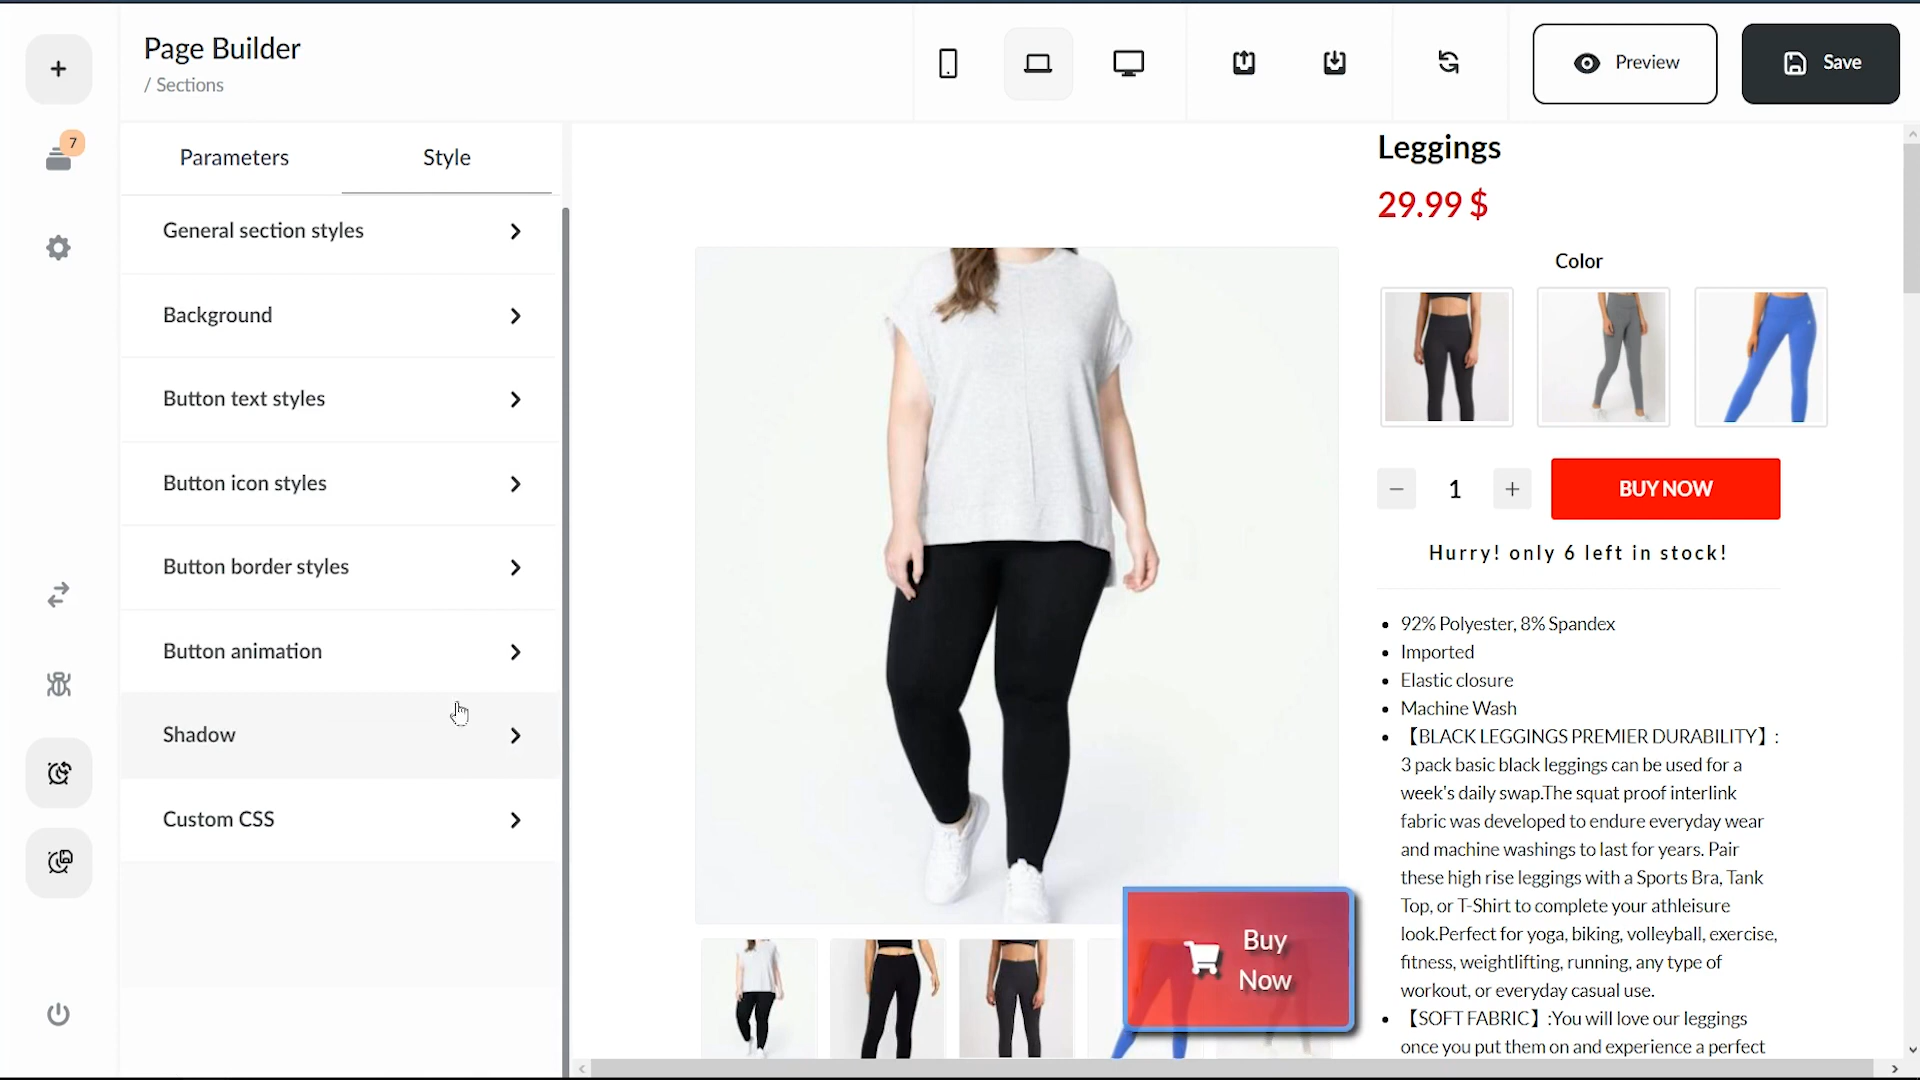 Page Builder
/ Sections
Preview
Save
7
Parameters
Style
General section styles
Background
Button text styles
Button icon styles
Button border styles
Button animation
Shadow
Custom CSS
Leggings
29.99 $
Color
− 1 +
BUY NOW
Hurry! only 6 left in stock!
• 92% Polyester, 8% Spandex
• Imported
• Elastic closure
• Machine Wash
• 【BLACK LEGGINGS PREMIER DURABILITY】:
3 pack basic black leggings can be used for a
week's daily swap.The squat proof interlink
fabric was developed to endure everyday wear
and machine washings to last for years. Pair
these high rise leggings with a Sports Bra, Tank
Top, or T-Shirt to complete your athleisure
look.Perfect for yoga, biking, volleyball, exercise,
fitness, weightlifting, running, any type of
workout, or everyday casual use.
• 【SOFT FABRIC】:You will love our leggings
once you put them on and experience a perfect
Buy
Now